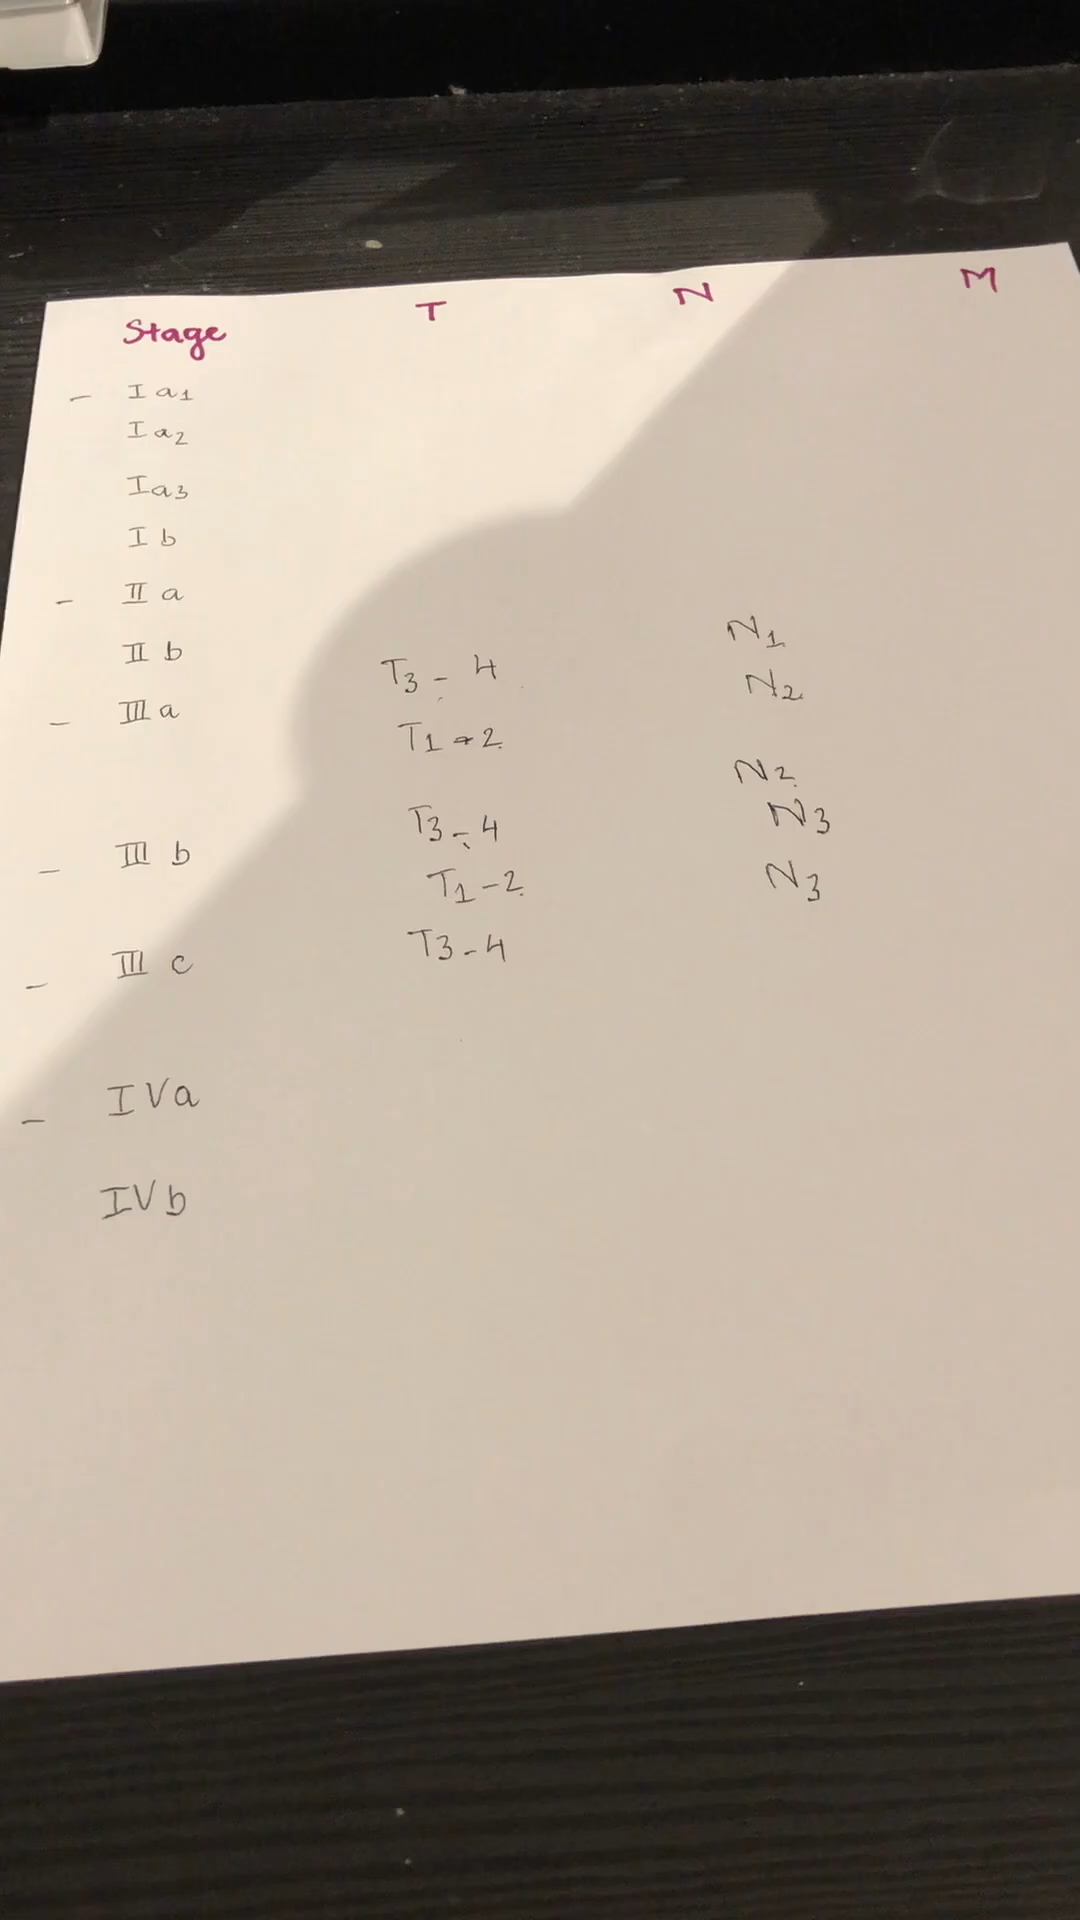 Stage T N M
- I a1
I a2
I a3
I b
- II a
II b
- III a T3 - 4 N1
T1 - 2 N2
- III b T3 - 4 N2
T1 - 2 N3
- III c T3 - 4 N3
- IVa
IVb